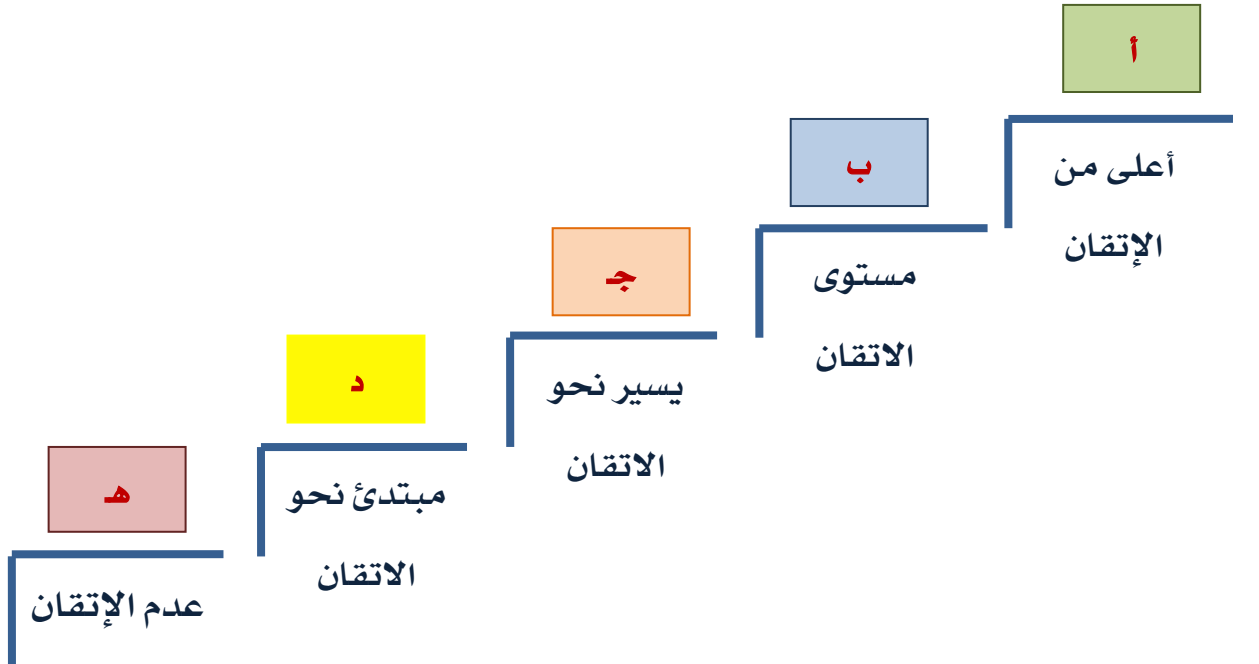 أ
أعلى من
الإتقان
ب
مستوى
الاتقان
جـ
يسير نحو
الاتقان
د
مبتدئ نحو
الاتقان
هـ
عدم الإتقان